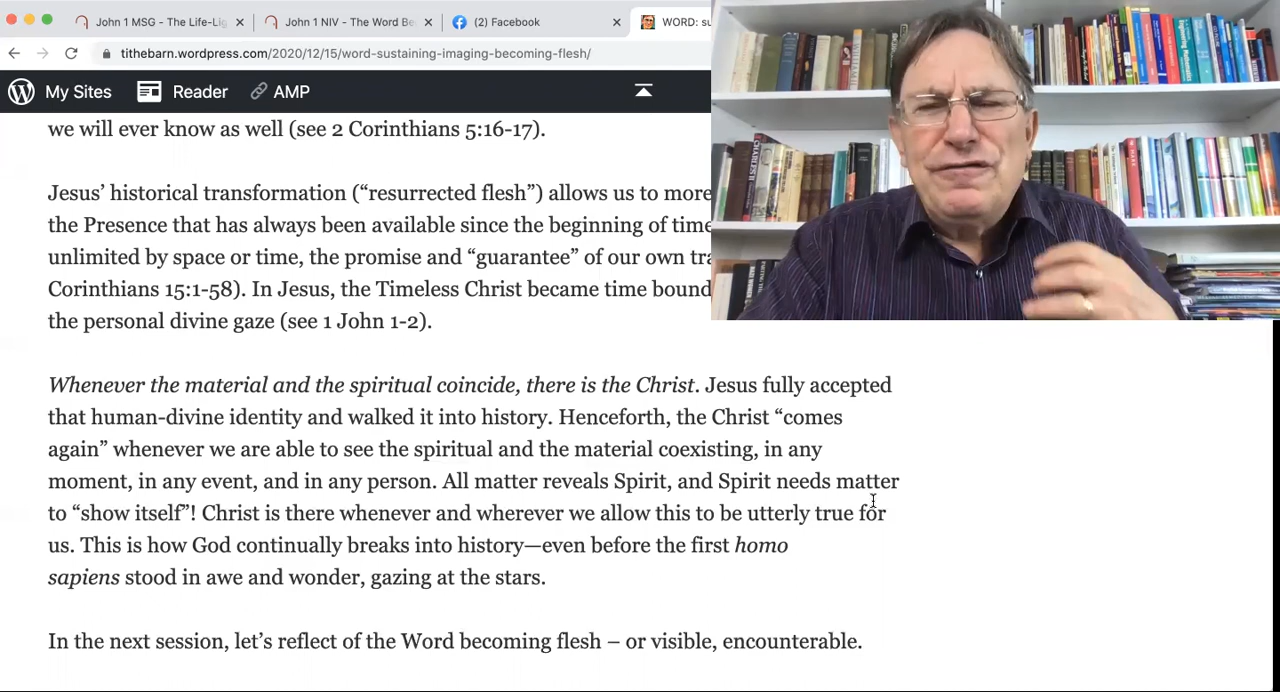 John 1 MSG - The Life-Lig
John 1 NIV - The Word Be
(2) Facebook
WORD: su
tithebarn.wordpress.com/2020/12/15/word-sustaining-imaging-becoming-flesh/
My Sites
Reader
AMP
we will ever know as well (see 2 Corinthians 5:16-17).
Jesus’ historical transformation (“resurrected flesh”) allows us to more
the Presence that has always been available since the beginning of time
unlimited by space or time, the promise and “guarantee” of our own tra
Corinthians 15:1-58). In Jesus, the Timeless Christ became time bound
the personal divine gaze (see 1 John 1-2).
Whenever the material and the spiritual coincide, there is the Christ. Jesus fully accepted
that human-divine identity and walked it into history. Henceforth, the Christ “comes
again” whenever we are able to see the spiritual and the material coexisting, in any
moment, in any event, and in any person. All matter reveals Spirit, and Spirit needs matter
to “show itself”! Christ is there whenever and wherever we allow this to be utterly true for
us. This is how God continually breaks into history—even before the first homo
sapiens stood in awe and wonder, gazing at the stars.
In the next session, let’s reflect of the Word becoming flesh – or visible, encounterable.
CHARLES II